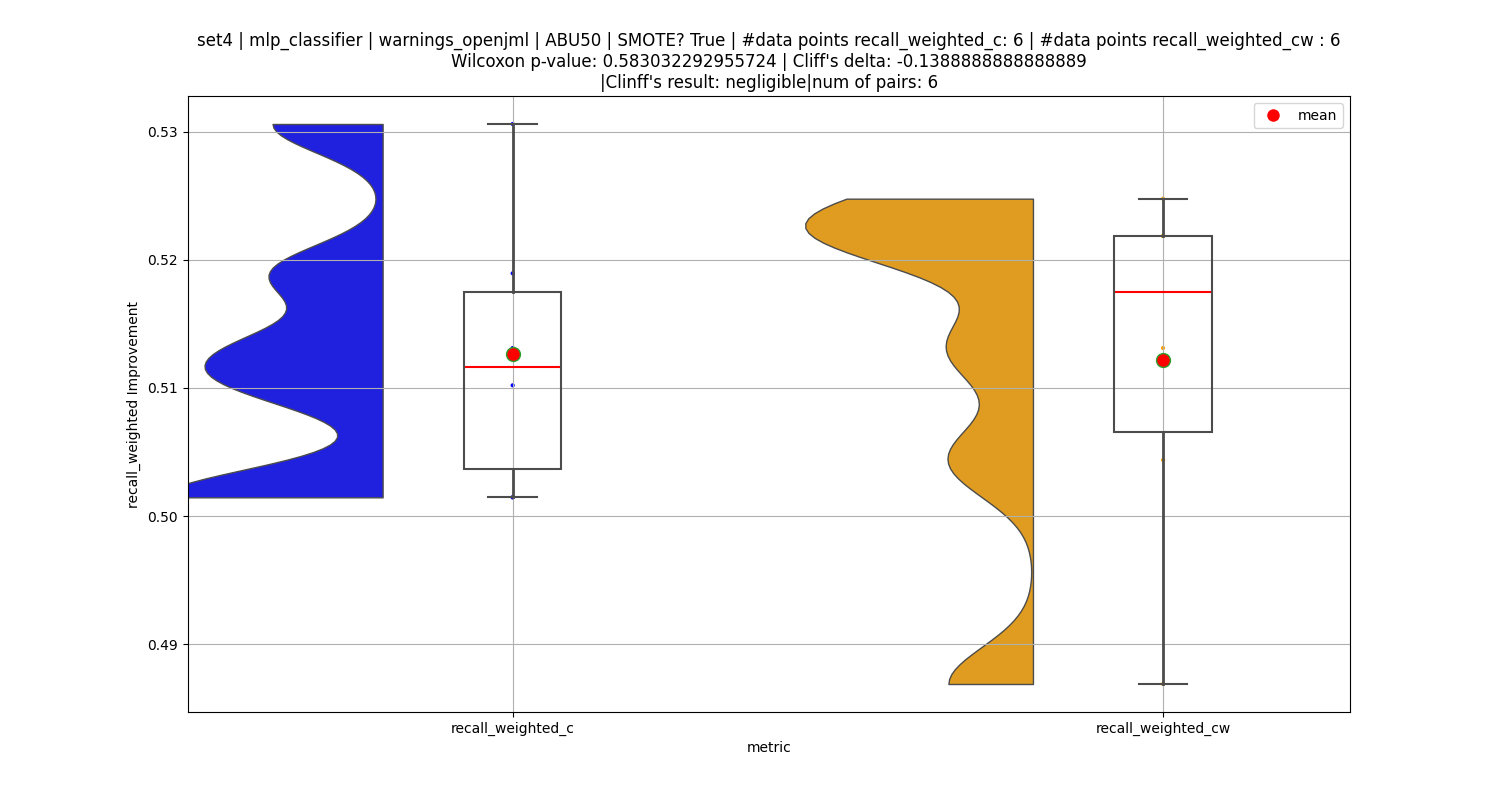 set4 | mlp_classifier | warnings_openjml | ABU50 | SMOTE? True | #data points recall_weighted_c: 6 | #data points recall_weighted_cw : 6
Wilcoxon p-value: 0.583032292955724 | Cliff's delta: -0.1388888888888889
|Clinff's result: negligible|num of pairs: 6
mean
0.53
0.52
0.51
0.50
0.49
recall_weighted Improvement
recall_weighted_c
recall_weighted_cw
metric